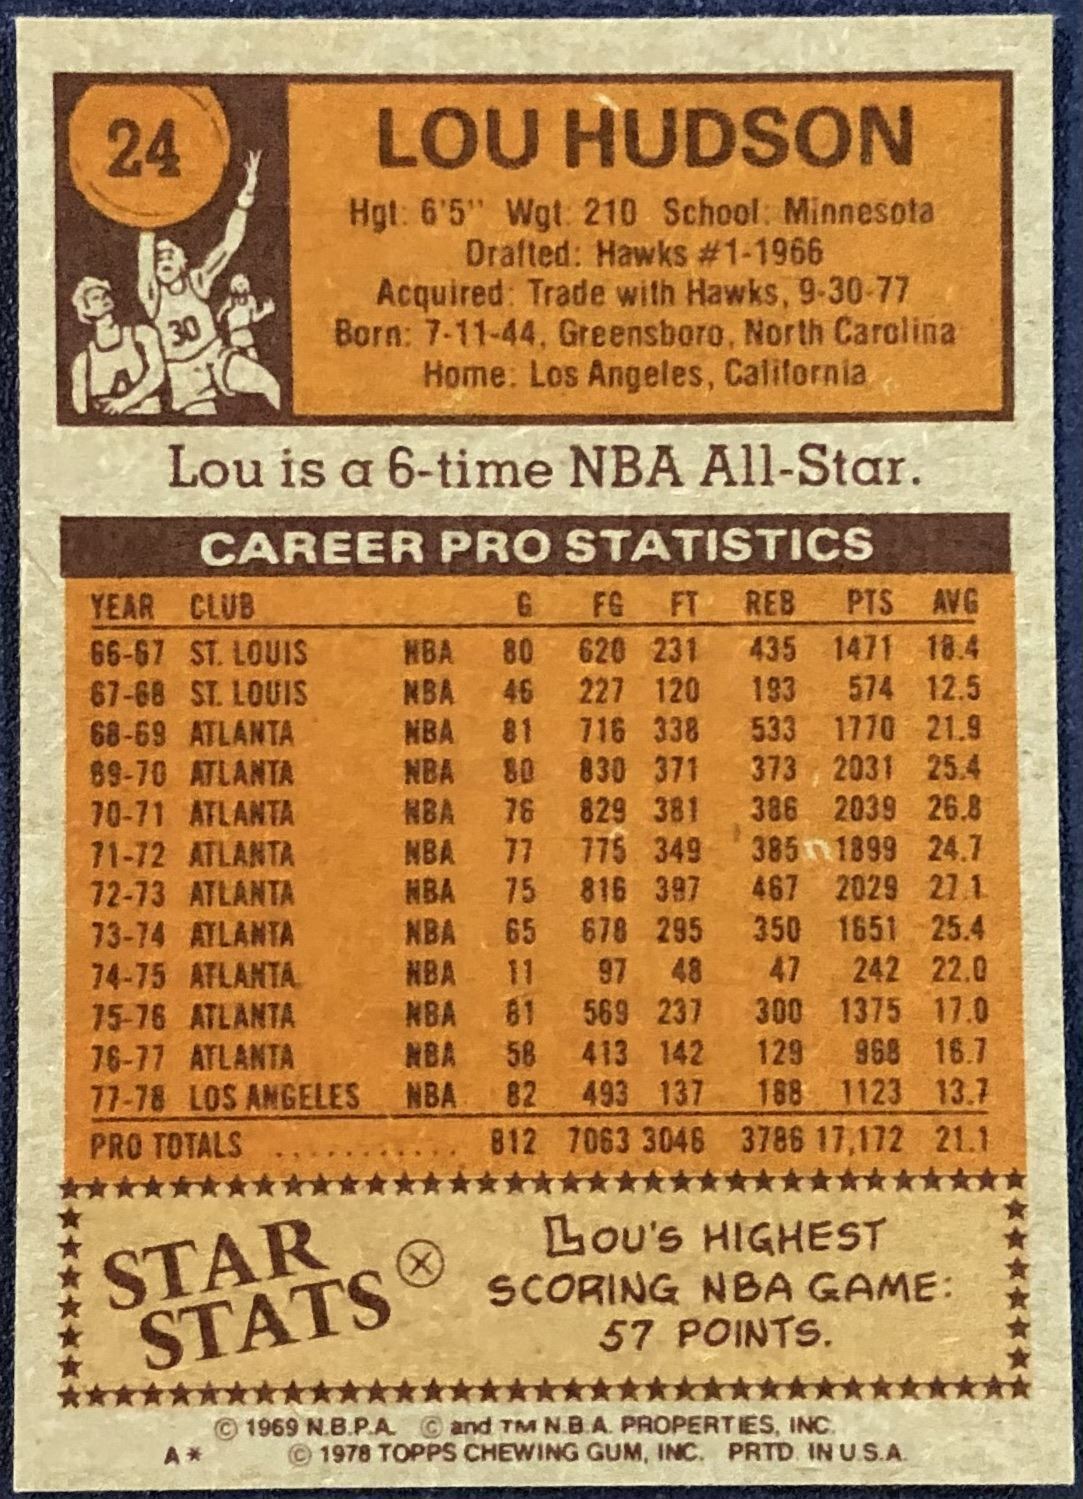 24
LOU HUDSON
Hgt: 6'5" Wgt: 210 School: Minnesota
Drafted: Hawks #1-1966
Acquired: Trade with Hawks, 9-30-77
Born: 7-11-44, Greensboro, North Carolina
Home: Los Angeles, California
30
Lou is a 6-time NBA All-Star.
CAREER PRO STATISTICS
YEAR CLUB G FG FT REB PTS AVG
66-67 ST. LOUIS NBA 80 620 231 435 1471 18.4
67-68 ST. LOUIS NBA 46 227 120 193 574 12.5
68-69 ATLANTA NBA 81 716 338 533 1770 21.9
69-70 ATLANTA NBA 80 830 371 373 2031 25.4
70-71 ATLANTA NBA 76 829 381 386 2039 26.8
71-72 ATLANTA NBA 77 775 349 385 1899 24.7
72-73 ATLANTA NBA 75 816 397 467 2029 27.1
73-74 ATLANTA NBA 65 678 295 350 1651 25.4
74-75 ATLANTA NBA 11 97 48 47 242 22.0
75-76 ATLANTA NBA 81 569 237 300 1375 17.0
76-77 ATLANTA NBA 58 413 142 129 968 16.7
77-78 LOS ANGELES NBA 82 493 137 188 1123 13.7
PRO TOTALS ........... 812 7063 3046 3786 17,172 21.1
STAR
STATS
LOU'S HIGHEST
SCORING NBA GAME:
57 POINTS.
© 1969 N.B.P.A. © and TM N.B.A. PROPERTIES, INC.
A* © 1978 TOPPS CHEWING GUM, INC. PRTD. IN U.S.A.